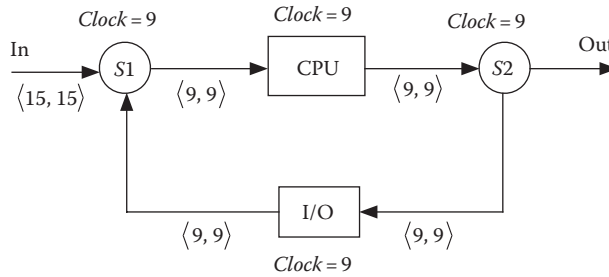 Clock = 9
Clock = 9
Clock = 9
In
S1
CPU
S2
Out
⟨15, 15⟩
⟨9, 9⟩
⟨9, 9⟩
I/O
⟨9, 9⟩
⟨9, 9⟩
Clock = 9